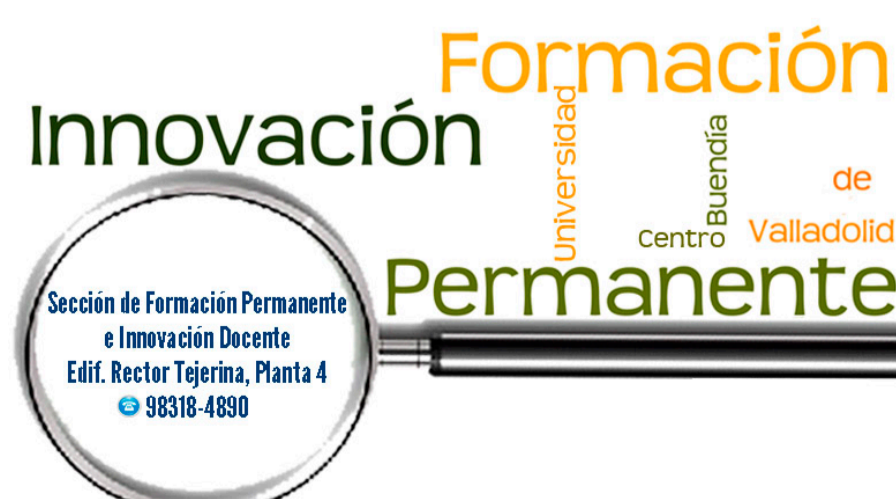 Formación
Innovación
Universidad
Centro
Buendía
de
Valladolid
Permanente
Sección de Formación Permanente
e Innovación Docente
Edif. Rector Tejerina, Planta 4
98318-4890